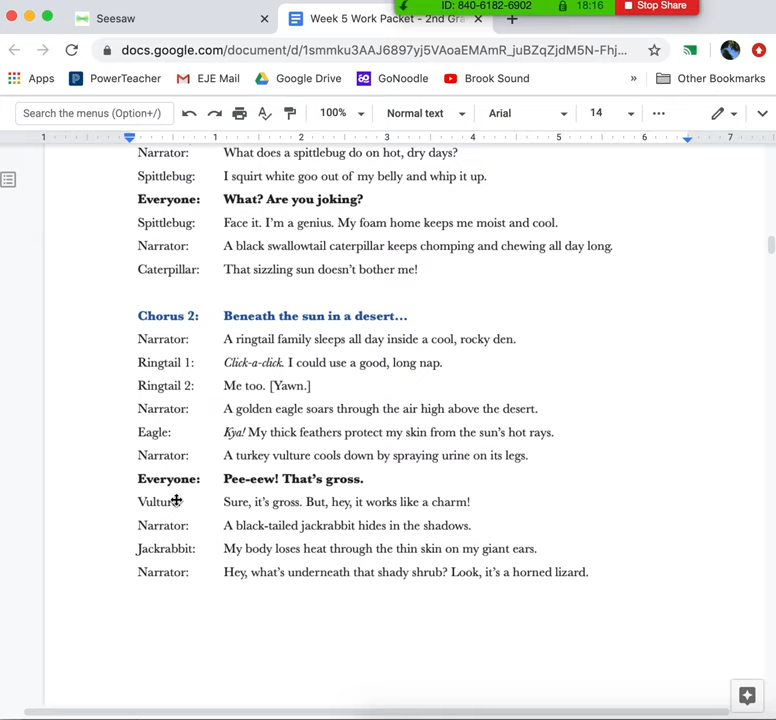 ID: 840-6182-6902 18:16 Stop Share
Seesaw × Week 5 Work Packet - 2nd Gra × +
docs.google.com/document/d/1smmku3AAJ6897yj5VAoaEMAmR_juBZqZjdM5N-Fhj...
Apps PowerTeacher EJE Mail Google Drive GoNoodle Brook Sound » Other Bookmarks
Search the menus (Option+/) 100% Normal text Arial 14
1 1 2 3 4 5 6 7
Narrator: What does a spittlebug do on hot, dry days?
Spittlebug: I squirt white goo out of my belly and whip it up.
Everyone: What? Are you joking?
Spittlebug: Face it. I'm a genius. My foam home keeps me moist and cool.
Narrator: A black swallowtail caterpillar keeps chomping and chewing all day long.
Caterpillar: That sizzling sun doesn't bother me!
Chorus 2: Beneath the sun in a desert…
Narrator: A ringtail family sleeps all day inside a cool, rocky den.
Ringtail 1: Click-a-click. I could use a good, long nap.
Ringtail 2: Me too. [Yawn.]
Narrator: A golden eagle soars through the air high above the desert.
Eagle: Kya! My thick feathers protect my skin from the sun's hot rays.
Narrator: A turkey vulture cools down by spraying urine on its legs.
Everyone: Pee-eew! That's gross.
Vulture: Sure, it's gross. But, hey, it works like a charm!
Narrator: A black-tailed jackrabbit hides in the shadows.
Jackrabbit: My body loses heat through the thin skin on my giant ears.
Narrator: Hey, what's underneath that shady shrub? Look, it's a horned lizard.